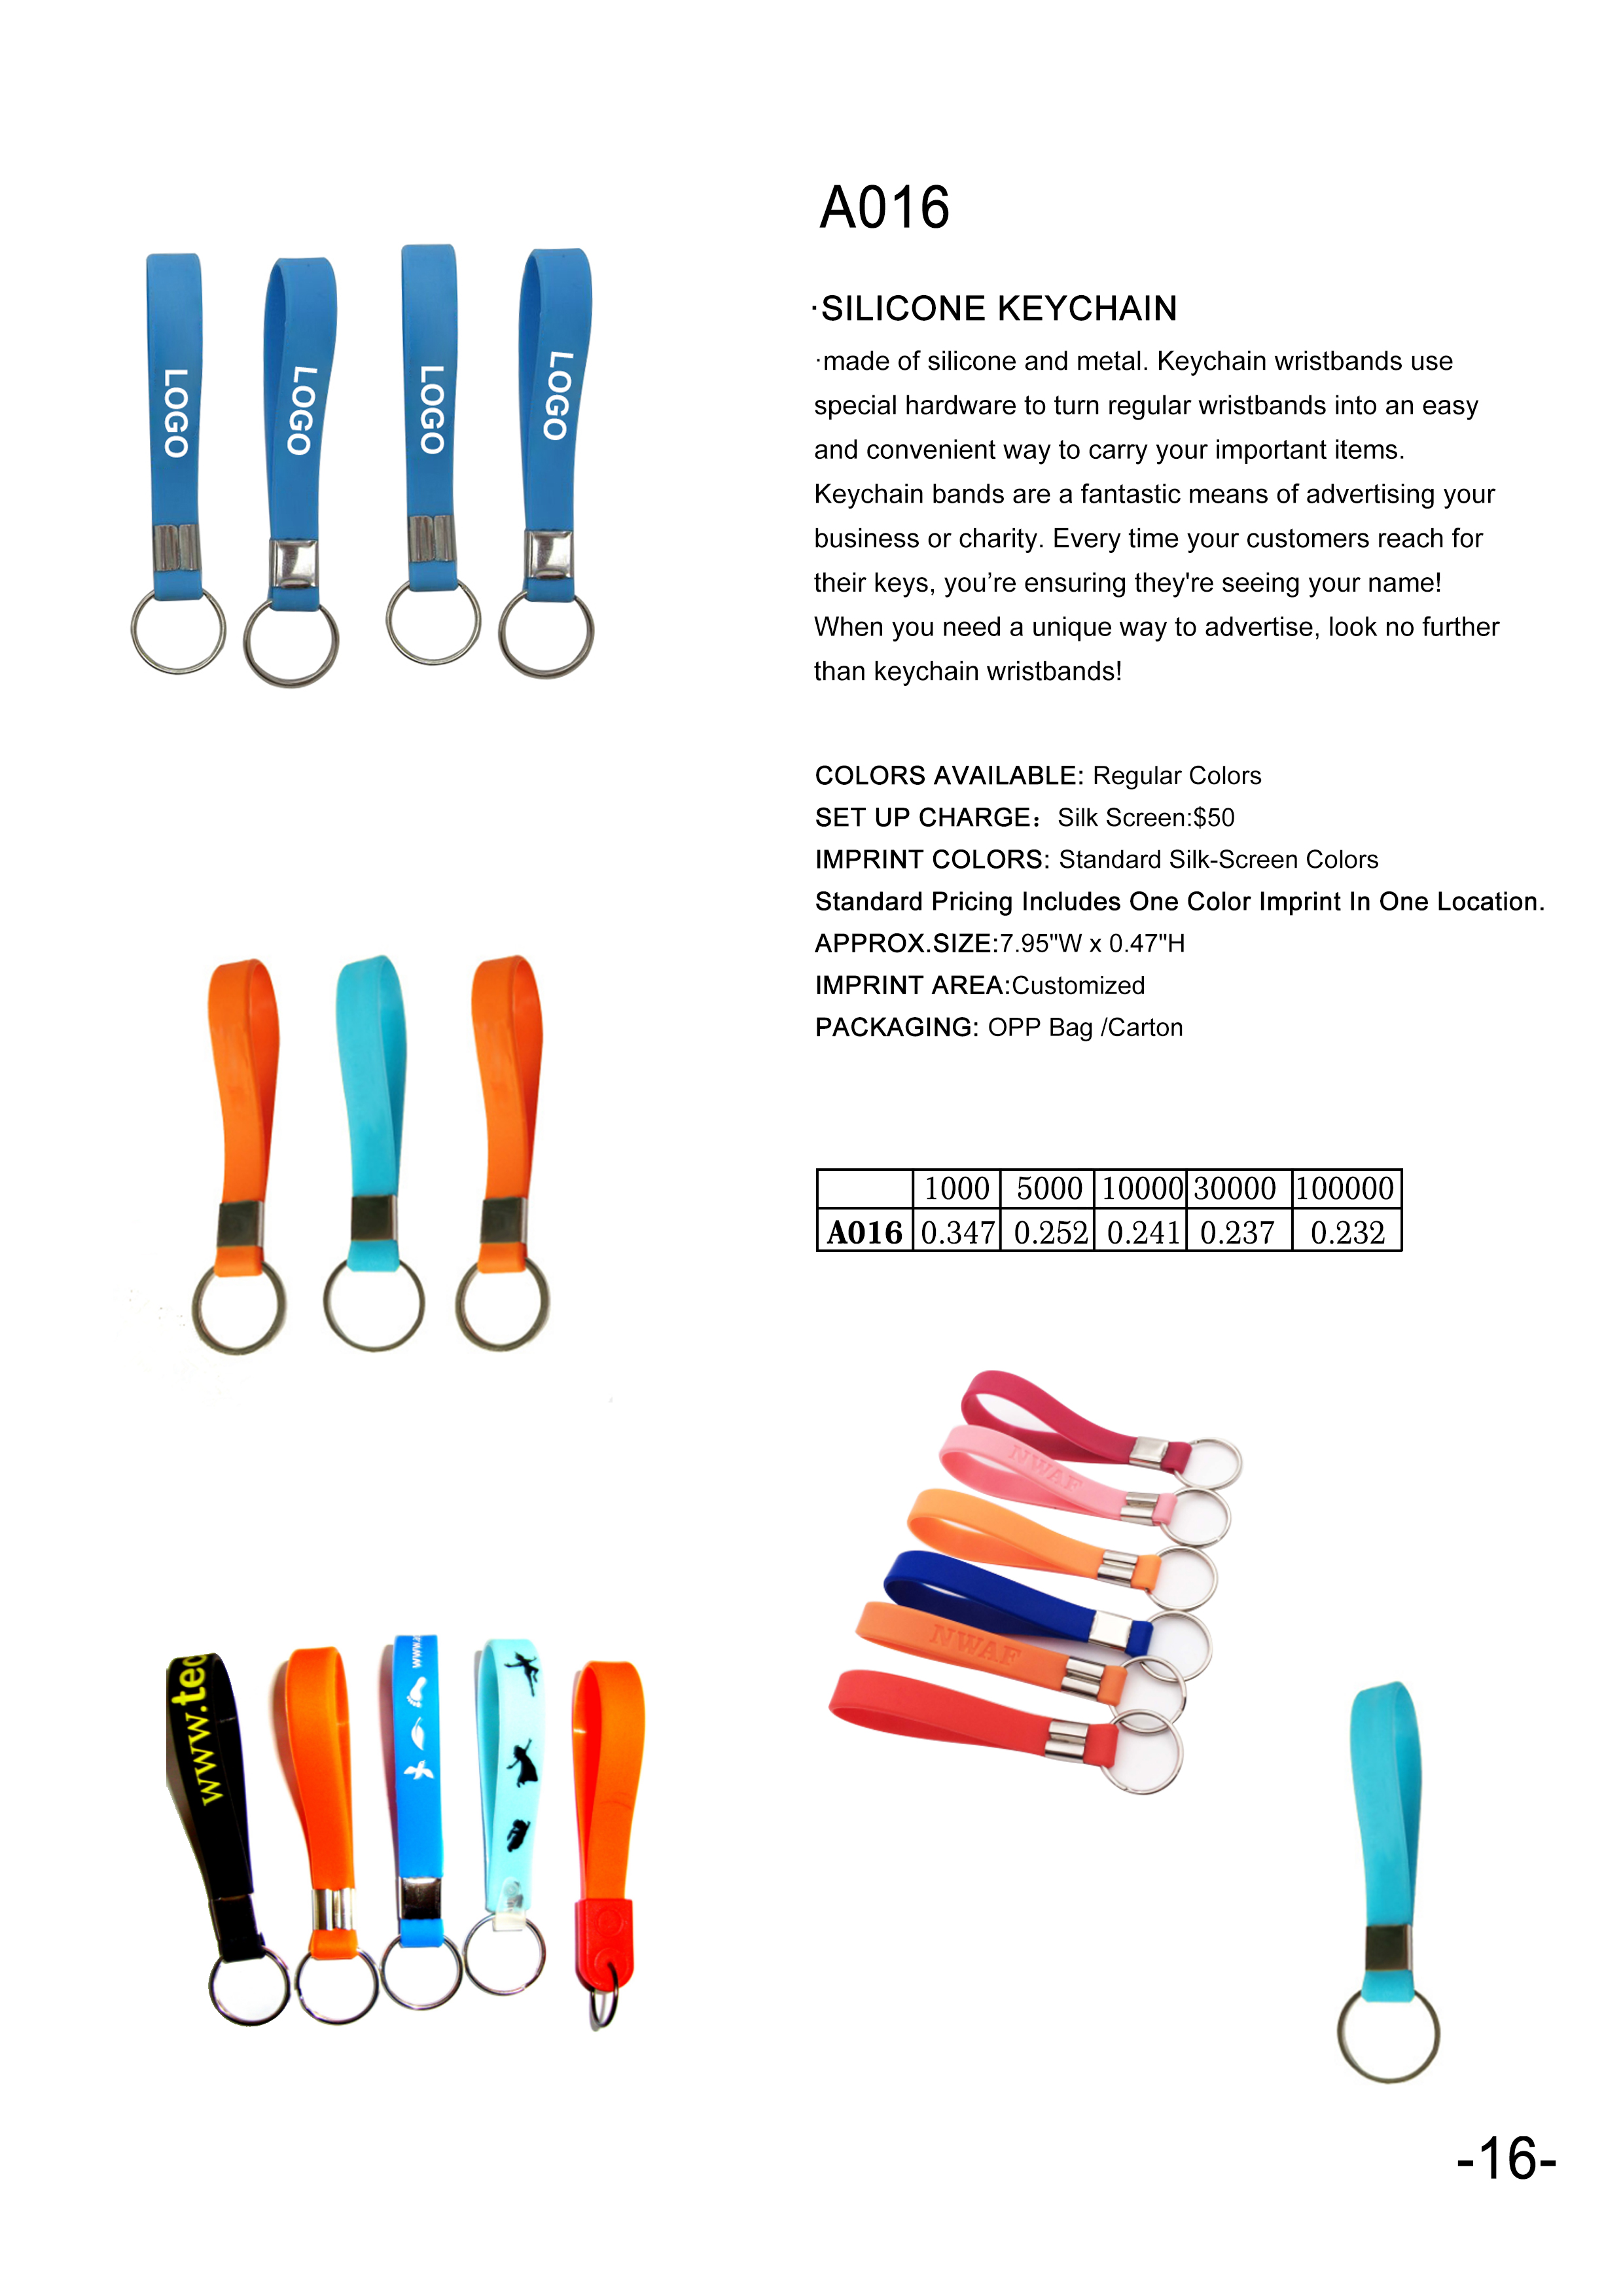 A016
·SILICONE KEYCHAIN
·made of silicone and metal. Keychain wristbands use
special hardware to turn regular wristbands into an easy
and convenient way to carry your important items.
Keychain bands are a fantastic means of advertising your
business or charity. Every time your customers reach for
their keys, you’re ensuring they're seeing your name!
When you need a unique way to advertise, look no further
than keychain wristbands!
COLORS AVAILABLE: Regular Colors
SET UP CHARGE：Silk Screen:$50
IMPRINT COLORS: Standard Silk-Screen Colors
Standard Pricing Includes One Color Imprint In One Location.
APPROX.SIZE:7.95"W x 0.47"H
IMPRINT AREA:Customized
PACKAGING: OPP Bag /Carton
1000 5000 10000 30000 100000
A016 0.347 0.252 0.241 0.237 0.232
LOGO
LOGO
LOGO
LOGO
www.tec
www.
NWAF
NWAF
-16-